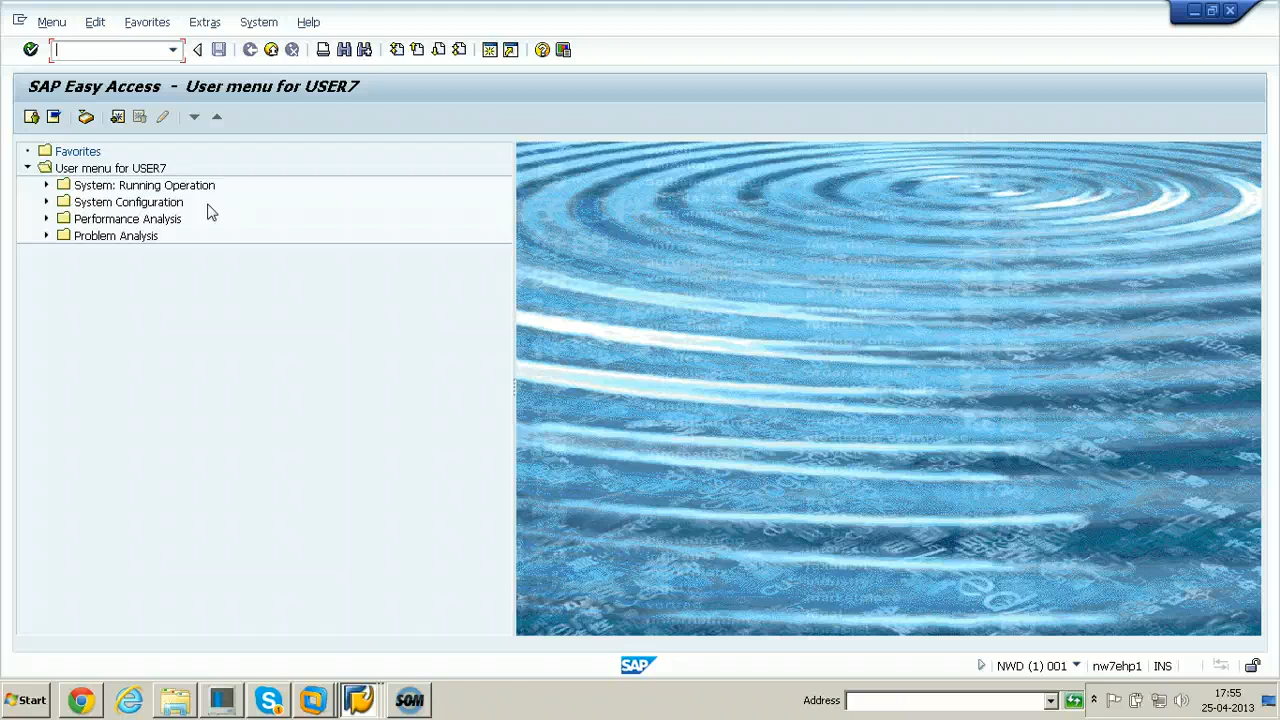 Menu Edit Favorites Extras System Help
SAP Easy Access - User menu for USER7
Favorites
User menu for USER7
System: Running Operation
System Configuration
Performance Analysis
Problem Analysis
SAP
NWD (1) 001 nw7ehp1 INS
Start SOM Address 17:55
25-04-2013